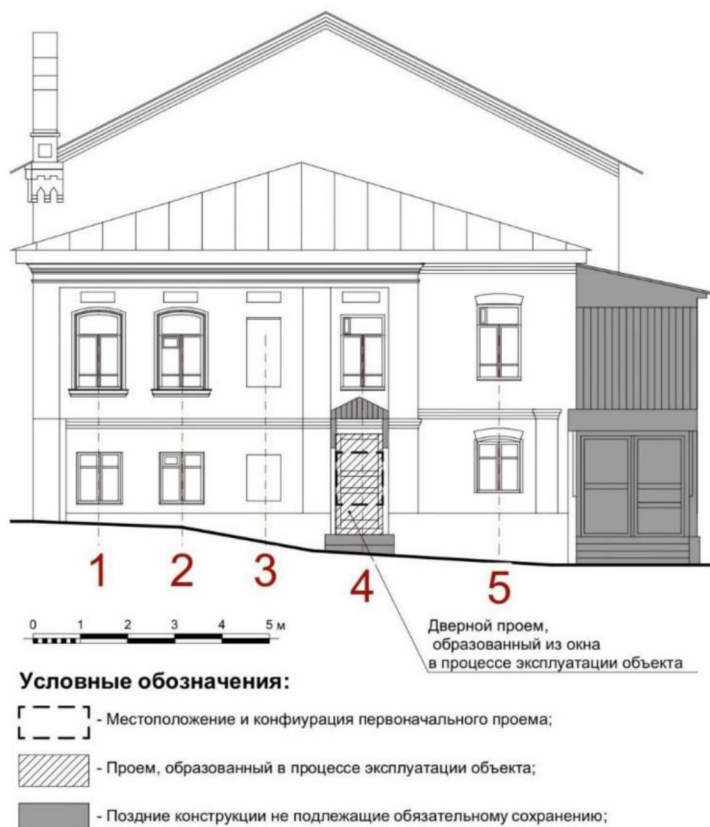 1 2 3 4 5
0 1 2 3 4 5 м
Дверной проем,
образованный из окна
в процессе эксплуатации объекта
Условные обозначения:
- Местоположение и конфиурация первоначального проема;
- Проем, образованный в процессе эксплуатации объекта;
- Поздние конструкции не подлежащие обязательному сохранению;